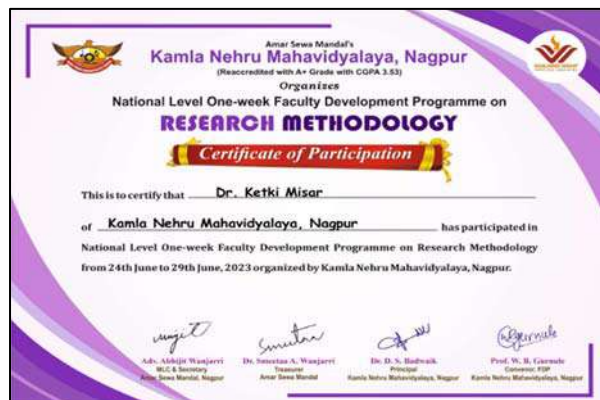 Amar Sewa Mandal's
Kamla Nehru Mahavidyalaya, Nagpur
(Reaccredited with A+ Grade with CGPA 3.53)
Organizes
National Level One-week Faculty Development Programme on
RESEARCH METHODOLOGY
Certificate of Participation
This is to certify that Dr. Ketki Misar
of Kamla Nehru Mahavidyalaya, Nagpur has participated in
National Level One-week Faculty Development Programme on Research Methodology
from 24th June to 29th June, 2023 organized by Kamla Nehru Mahavidyalaya, Nagpur.
Adv. Abhijit Wanjarri Dr. Smeetaa A. Wanjarri Dr. D. S. Badwaik Prof. W. B. Gurnule
MLC & Secretary Treasurer Principal Convenor, FDP
Amar Sewa Mandal, Nagpur Amar Sewa Mandal Kamla Nehru Mahavidyalaya, Nagpur Kamla Nehru Mahavidyalaya, Nagpur